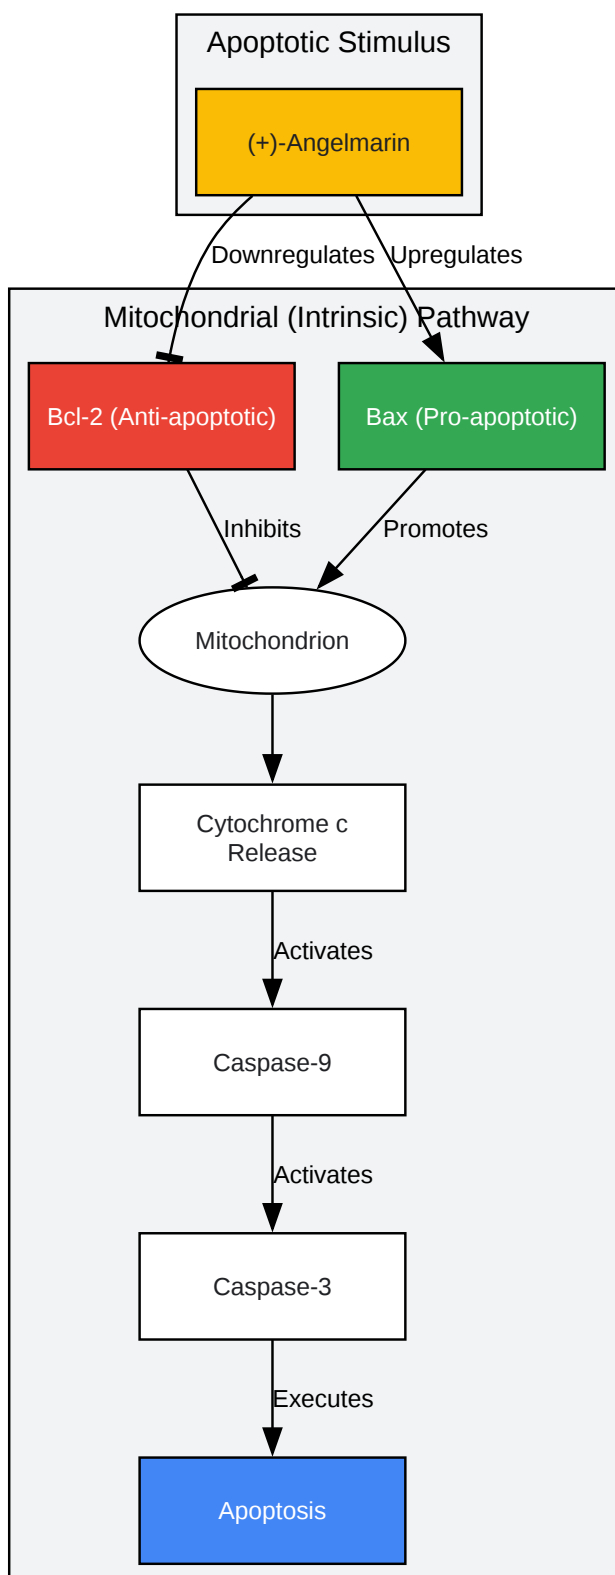 Apoptotic Stimulus
(+)-Angelmarin
Downregulates
Upregulates
Mitochondrial (Intrinsic) Pathway
Bcl-2 (Anti-apoptotic)
Bax (Pro-apoptotic)
Inhibits
Promotes
Mitochondrion
Cytochrome c
Release
Activates
Caspase-9
Activates
Caspase-3
Executes
Apoptosis